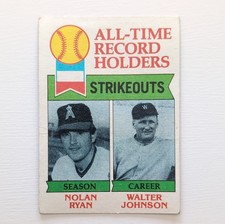 ALL-TIME
RECORD
HOLDERS
STRIKEOUTS
SEASON
NOLAN
RYAN
CAREER
WALTER
JOHNSON